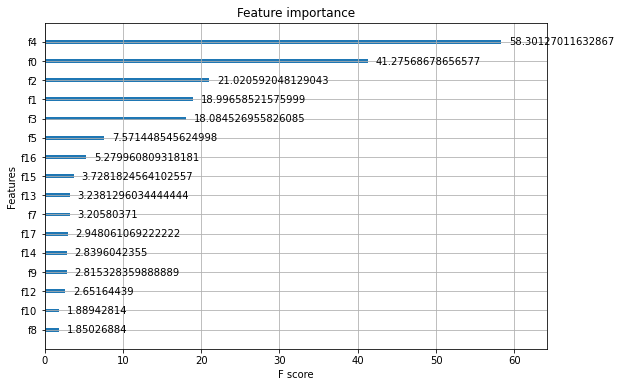 Feature importance
f4 58.30127011632867
f0 41.27568678656577
f2 21.020592048129043
f1 18.99658521575999
f3 18.084526955826085
f5 7.571448545624998
f16 5.279960809318181
f15 3.7281824564102557
f13 3.2381296034444444
f7 3.20580371
f17 2.948061069222222
f14 2.8396042355
f9 2.815328359888889
f12 2.65164439
f10 1.88942814
f8 1.85026884
Features
0 10 20 30 40 50 60
F score